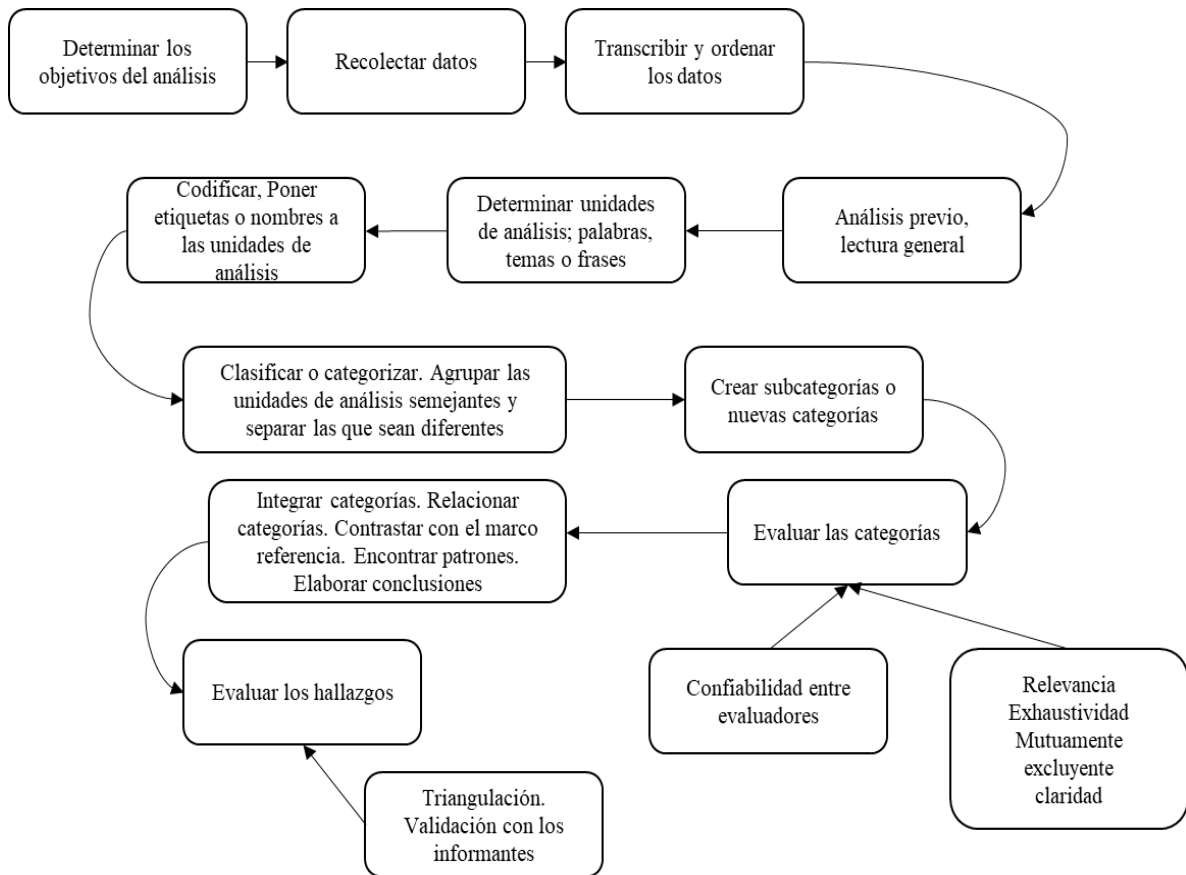 Determinar los
objetivos del análisis
Recolectar datos
Transcribir y ordenar
los datos
Análisis previo,
lectura general
Determinar unidades
de análisis; palabras,
temas o frases
Codificar, Poner
etiquetas o nombres a
las unidades de
análisis
Clasificar o categorizar. Agrupar las
unidades de análisis semejantes y
separar las que sean diferentes
Crear subcategorías o
nuevas categorías
Evaluar las categorías
Confiabilidad entre
evaluadores
Relevancia
Exhaustividad
Mutuamente
excluyente
claridad
Integrar categorías. Relacionar
categorías. Contrastar con el marco
referencia. Encontrar patrones.
Elaborar conclusiones
Evaluar los hallazgos
Triangulación.
Validación con los
informantes